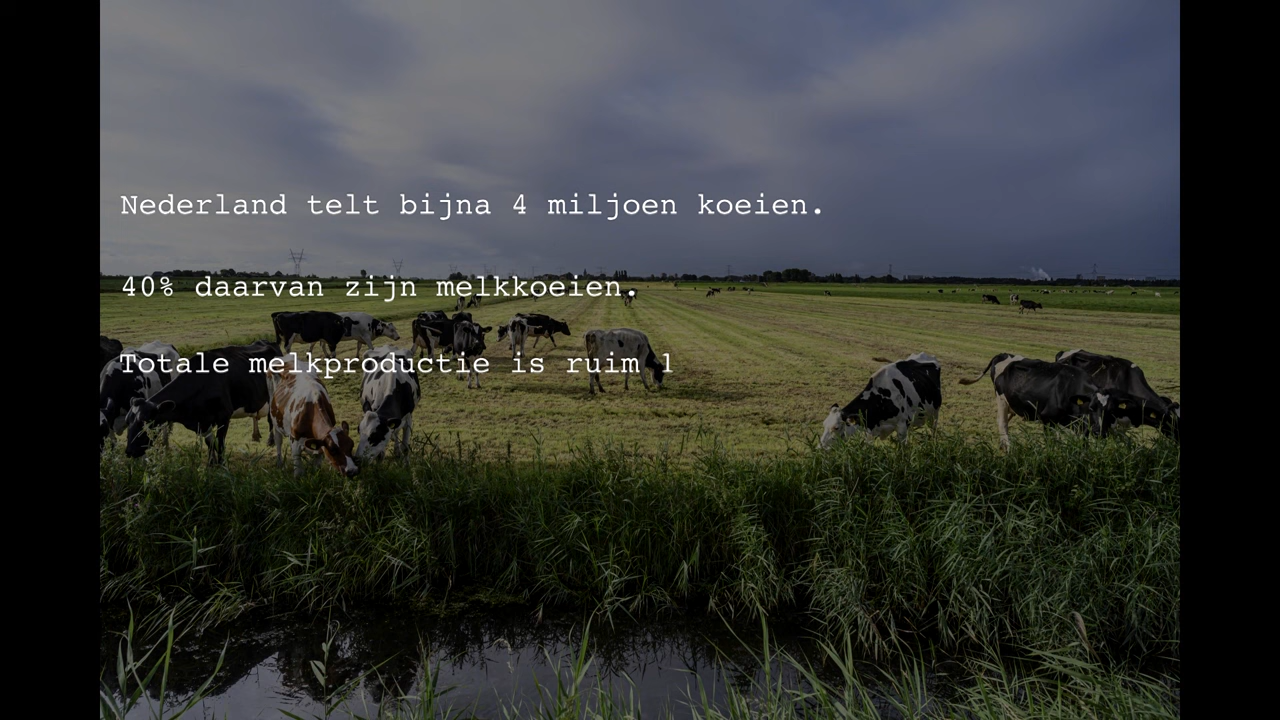 Nederland telt bijna 4 miljoen koeien.
40% daarvan zijn melkkoeien.
Totale melkproductie is ruim 1